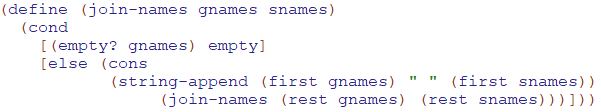 (define (join-names gnames snames)
  (cond
    [(empty? gnames) empty]
    [else (cons
           (string-append (first gnames) " " (first snames))
                (join-names (rest gnames) (rest snames)))]))